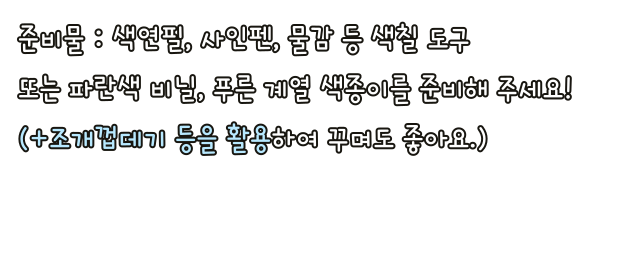 준비물 : 색연필, 사인펜, 물감 등 색칠 도구
또는 파란색 비닐, 푸른 계열 색종이를 준비해 주세요!
(+조개껍데기 등을 활용하여 꾸며도 좋아요.)